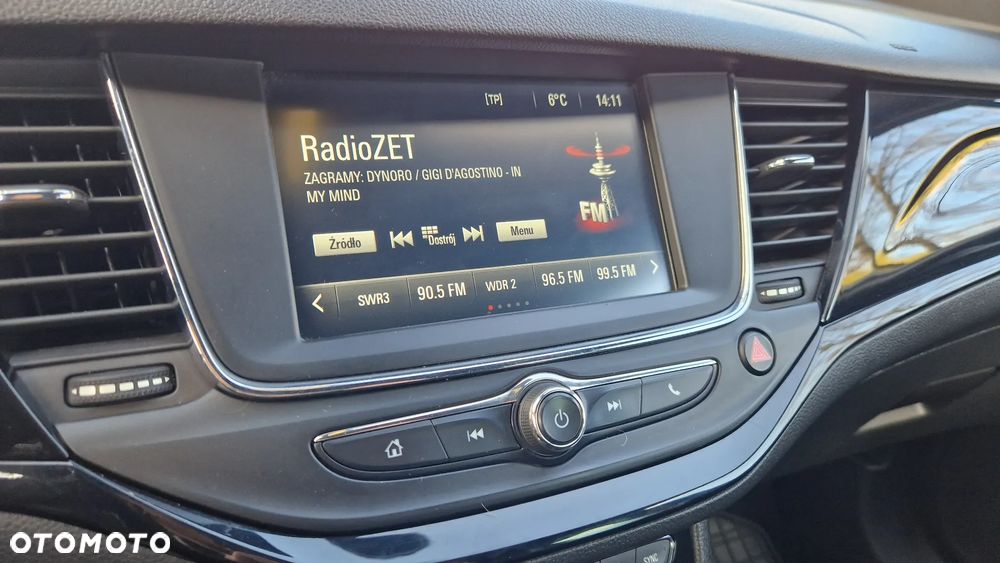 [TP] 6°C 14:11
RadioZET
ZAGRAMY: DYNORO / GIGI D'AGOSTINO - IN
MY MIND
FM
Źródło Dostrój Menu
SWR3 90.5 FM WDR 2 96.5 FM 99.5 FM
SYNC
OTOMOTO